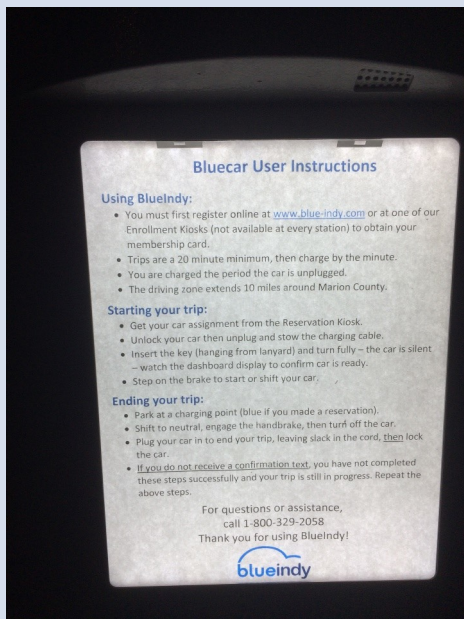 Bluecar User Instructions
Using BlueIndy:
• You must first register online at www.blue-indy.com or at one of our
Enrollment Kiosks (not available at every station) to obtain your
membership card.
• Trips are a 20 minute minimum, then charge by the minute.
• You are charged the period the car is unplugged.
• The driving zone extends 10 miles around Marion County.
Starting your trip:
• Get your car assignment from the Reservation Kiosk.
• Unlock your car then unplug and stow the charging cable.
• Insert the key (hanging from lanyard) and turn fully – the car is silent
– watch the dashboard display to confirm car is ready.
• Step on the brake to start or shift your car.
Ending your trip:
• Park at a charging point (blue if you made a reservation).
• Shift to neutral, engage the handbrake, then turn off the car.
• Plug your car in to end your trip, leaving slack in the cord, then lock
the car.
• If you do not receive a confirmation text, you have not completed
these steps successfully and your trip is still in progress. Repeat the
above steps.
For questions or assistance,
call 1-800-329-2058
Thank you for using BlueIndy!
blueindy